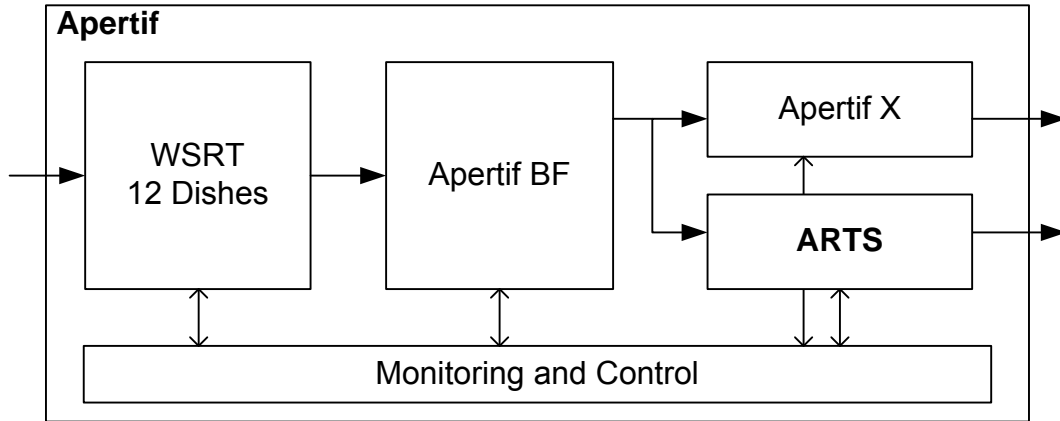 Apertif
WSRT
12 Dishes
Apertif BF
Apertif X
ARTS
Monitoring and Control